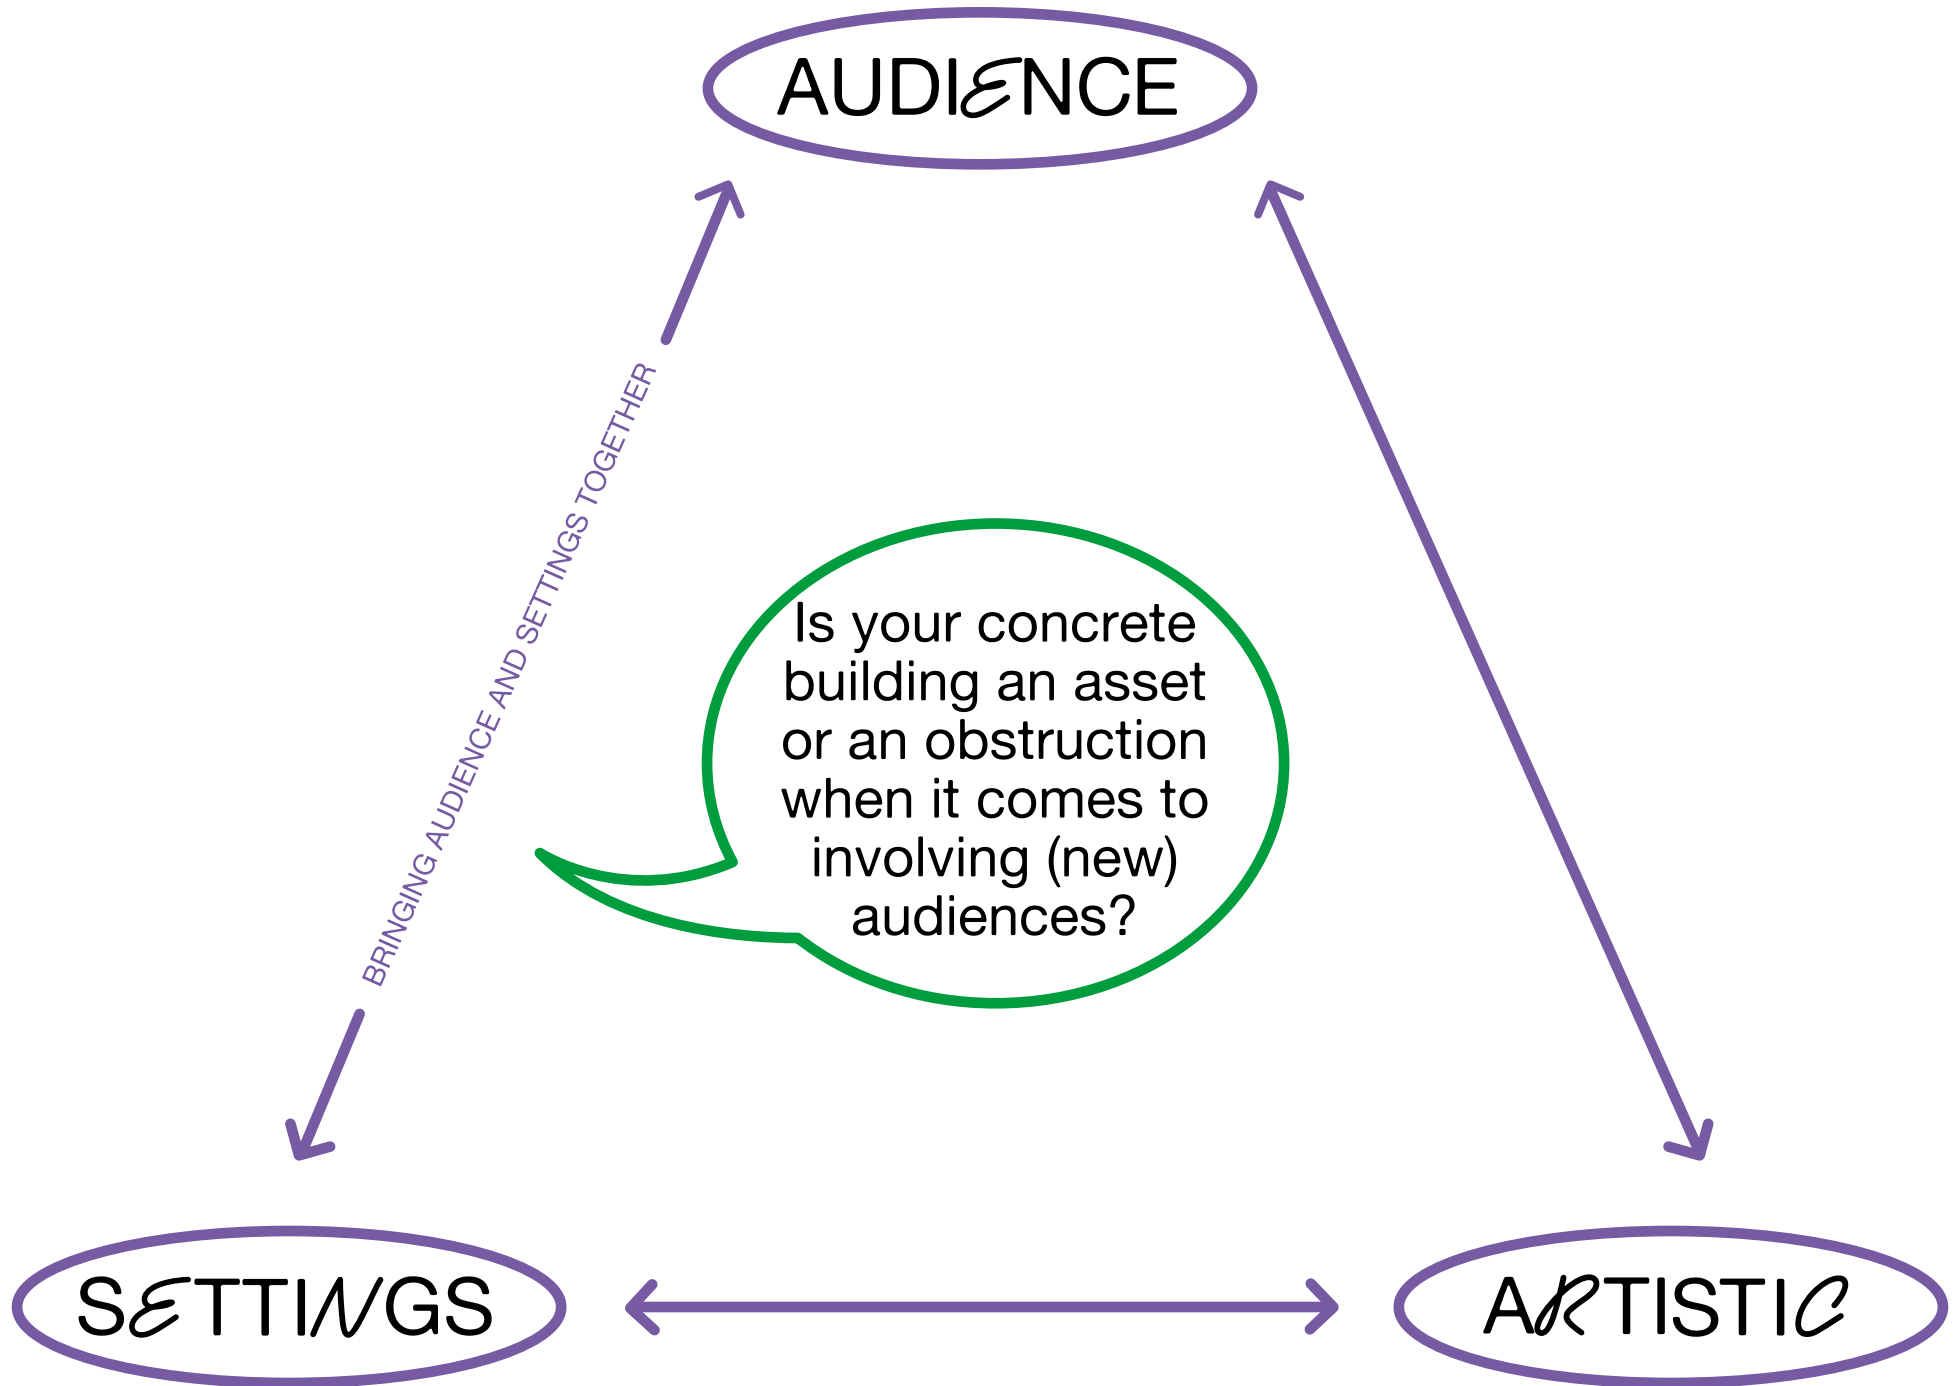 AUDIENCE
BRINGING AUDIENCE AND SETTINGS TOGETHER
Is your concrete
building an asset
or an obstruction
when it comes to
involving (new)
audiences?
SETTINGS
ARTISTIC